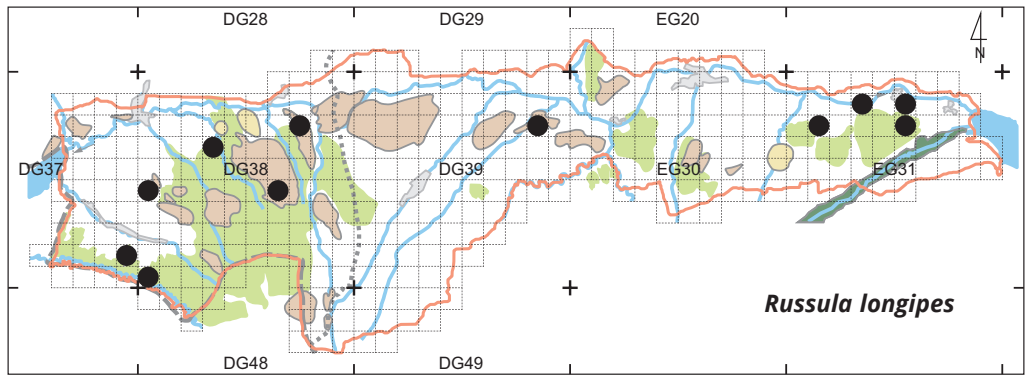 DG28 DG29 EG20
N
DG37 DG38 DG39 EG30 EG31
Russula longipes
DG48 DG49